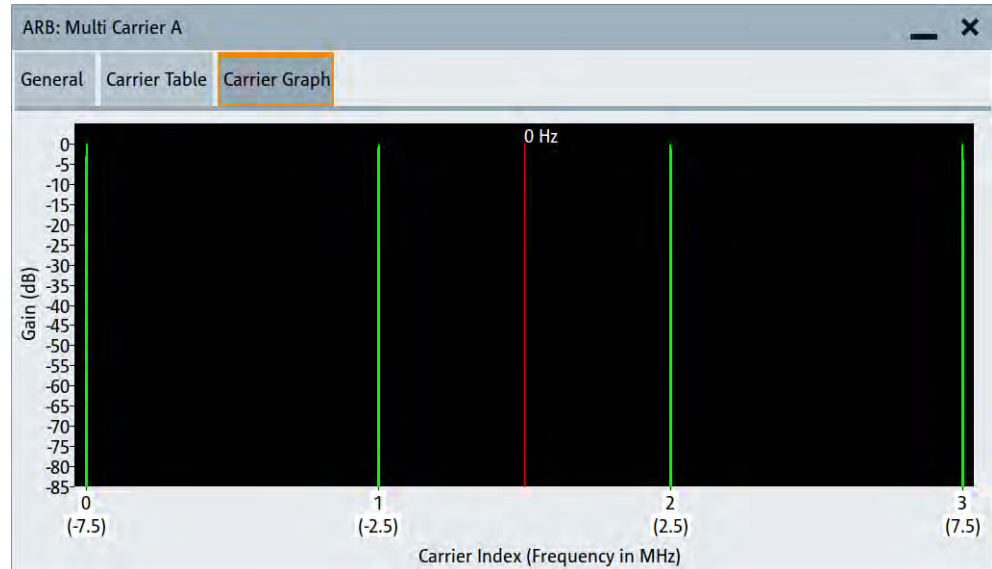 ARB: Multi Carrier A
General Carrier Table Carrier Graph
0 Hz
Gain (dB)
0
-5
-10
-15
-20
-25
-30
-35
-40
-45
-50
-55
-60
-65
-70
-75
-80
-85
0 1 2 3
(-7.5) (-2.5) (2.5) (7.5)
Carrier Index (Frequency in MHz)